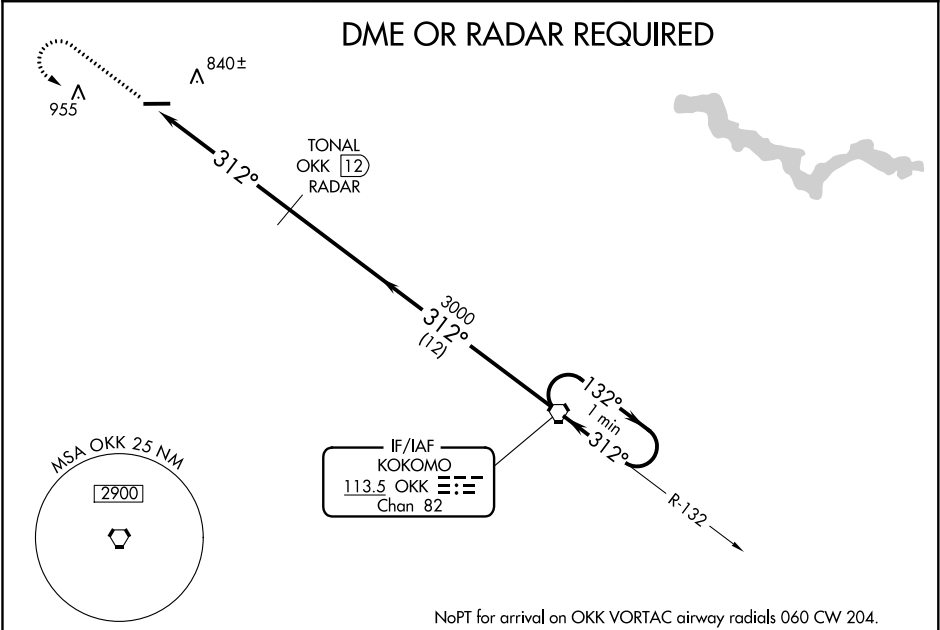 DME OR RADAR REQUIRED
840±
955
312°
TONAL
OKK 12
RADAR
3000
312°
(12)
132°
1 min
312°
IF/IAF
KOKOMO
113.5 OKK
Chan 82
R-132
MSA OKK 25 NM
2900
NoPT for arrival on OKK VORTAC airway radials 060 CW 204.